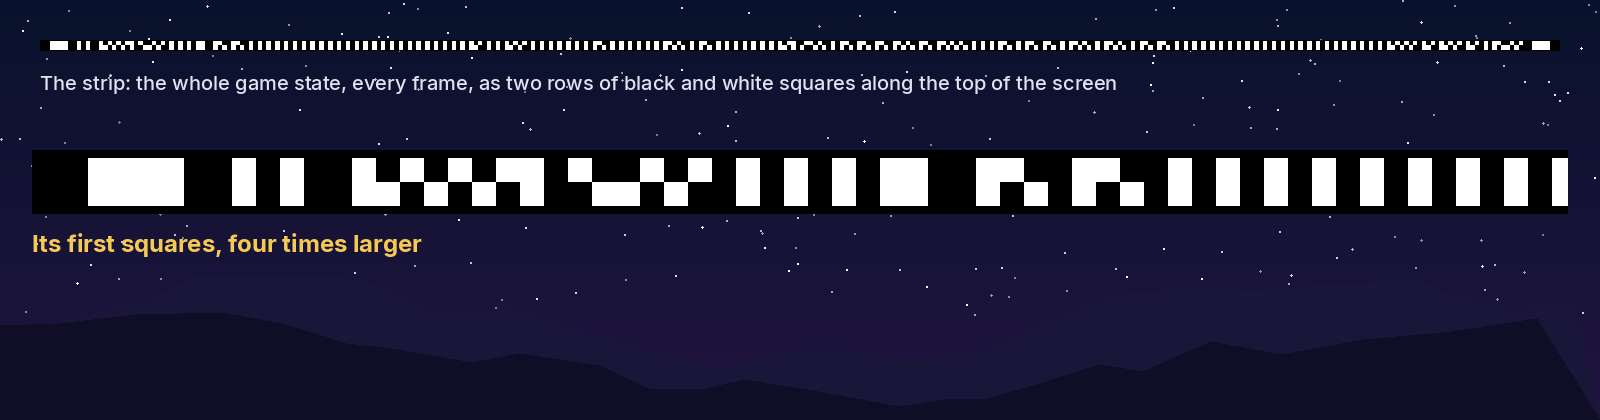 The strip: the whole game state, every frame, as two rows of black and white squares along the top of the screen
Its first squares, four times larger